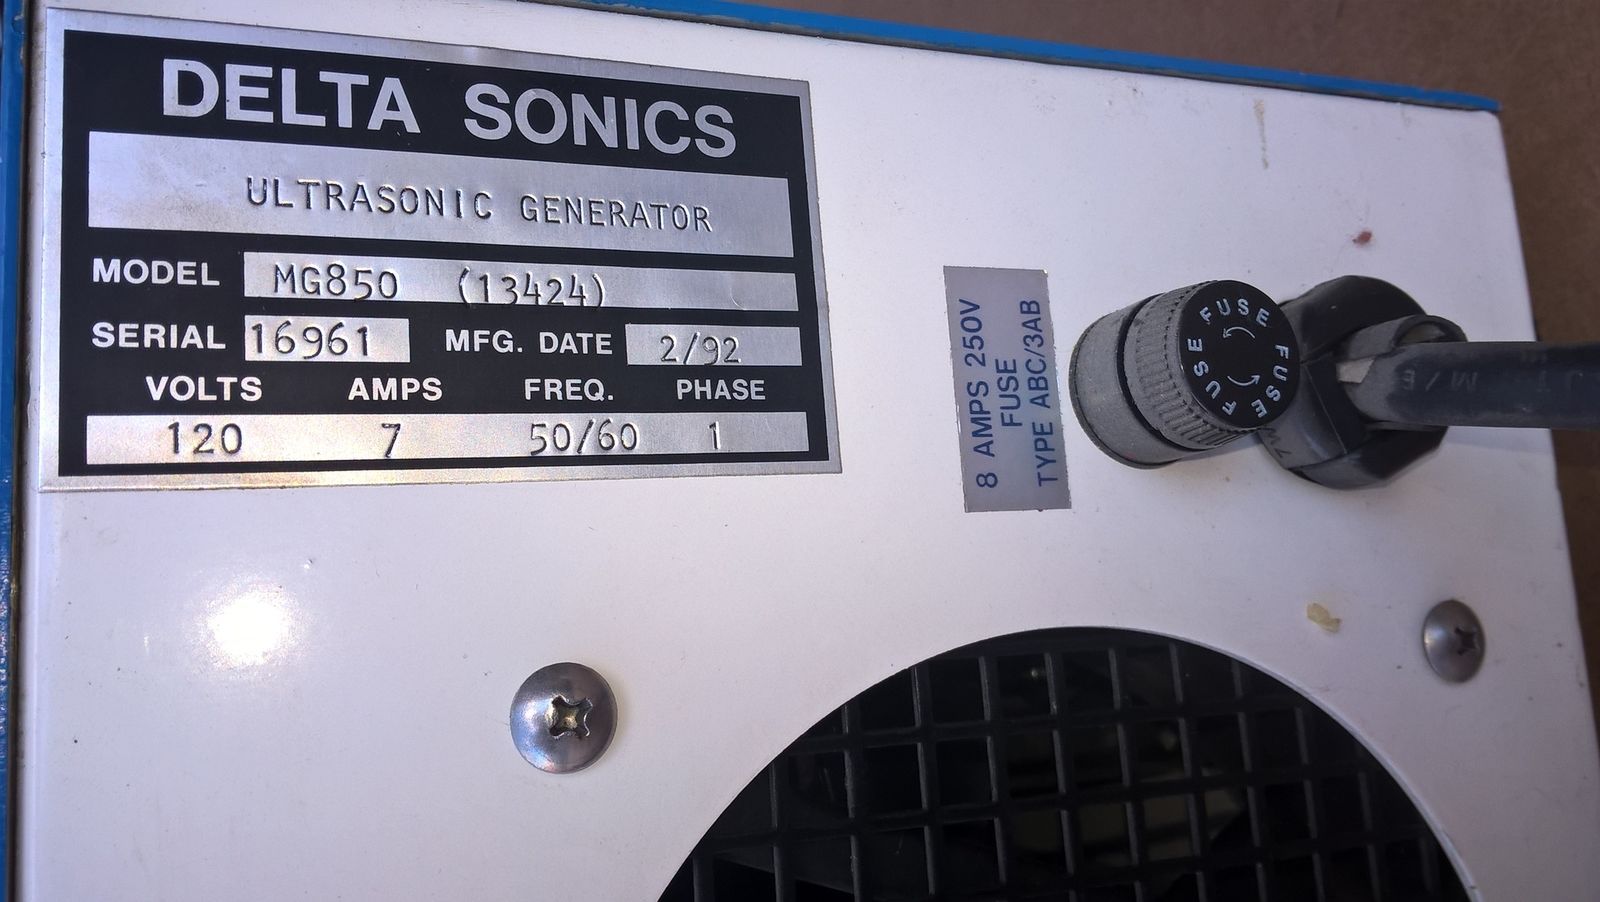 DELTA SONICS
ULTRASONIC GENERATOR
MODEL MG850 (13424)
SERIAL 16961 MFG. DATE 2/92
VOLTS AMPS FREQ. PHASE
120 7 50/60 1
8 AMPS 250V
FUSE
TYPE ABC/3AB
FUSE FUSE FUSE FUSE